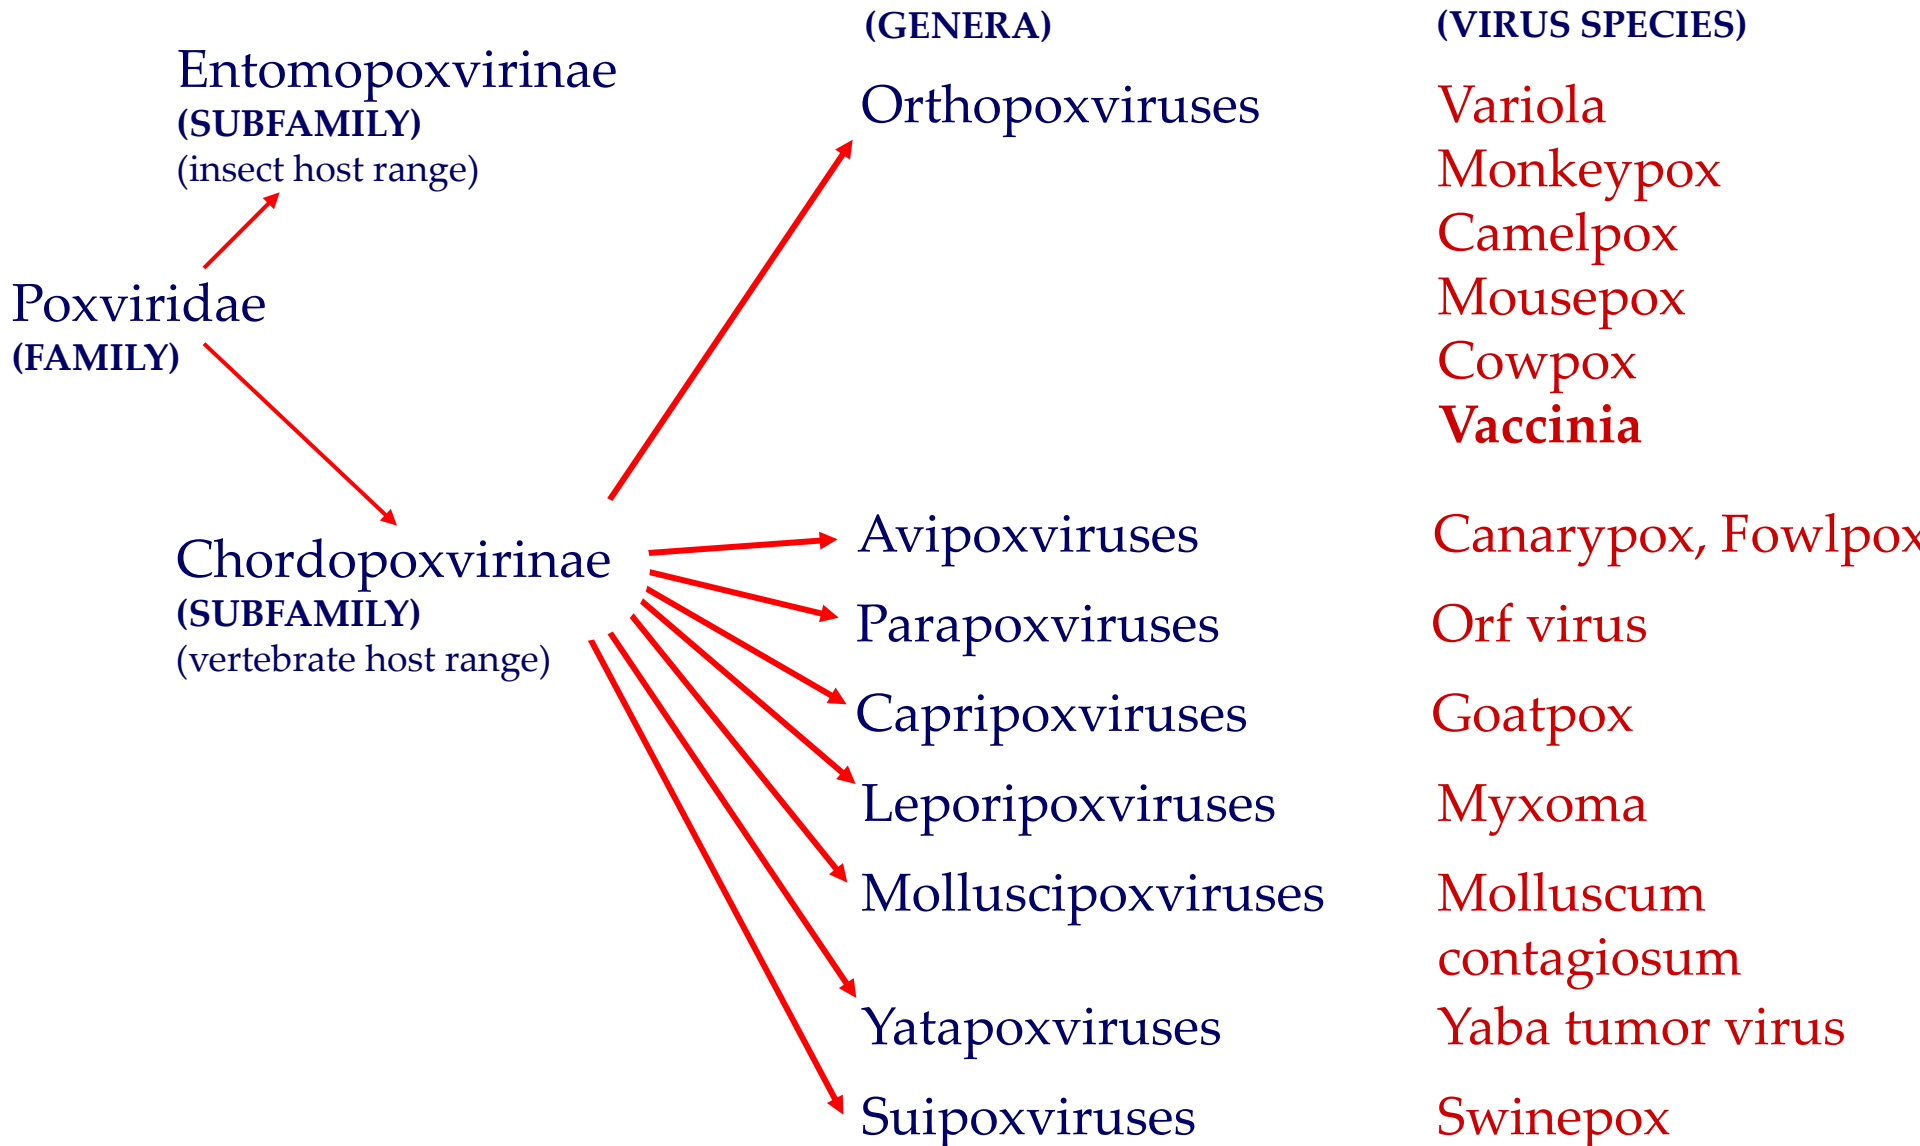 (GENERA)
(VIRUS SPECIES)
Entomopoxvirinae
(SUBFAMILY)
(insect host range)
Poxviridae
(FAMILY)
Chordopoxvirinae
(SUBFAMILY)
(vertebrate host range)
Orthopoxviruses
Variola
Monkeypox
Camelpox
Mousepox
Cowpox
Vaccinia
Avipoxviruses
Canarypox, Fowlpox
Parapoxviruses
Orf virus
Capripoxviruses
Goatpox
Leporipoxviruses
Myxoma
Molluscipoxviruses
Molluscum
contagiosum
Yatapoxviruses
Yaba tumor virus
Suipoxviruses
Swinepox